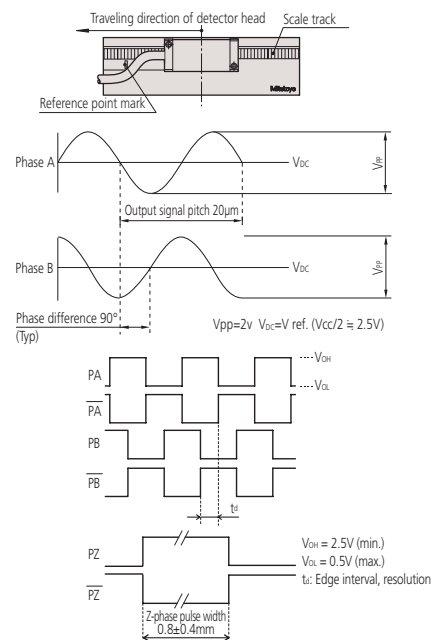 Traveling direction of detector head
Scale track
Mitutoyo
Reference point mark
Phase A
VDC
VPP
Output signal pitch 20μm
Phase B
VDC
VPP
Phase difference 90°
(Typ)
Vpp=2v VDC=V ref. (Vcc/2 ≒ 2.5V)
PA
VOH
VOL
PA
PB
PB
td
PZ
VOH = 2.5V (min.)
VOL = 0.5V (max.)
td: Edge interval, resolution
PZ
Z-phase pulse width
0.8±0.4mm